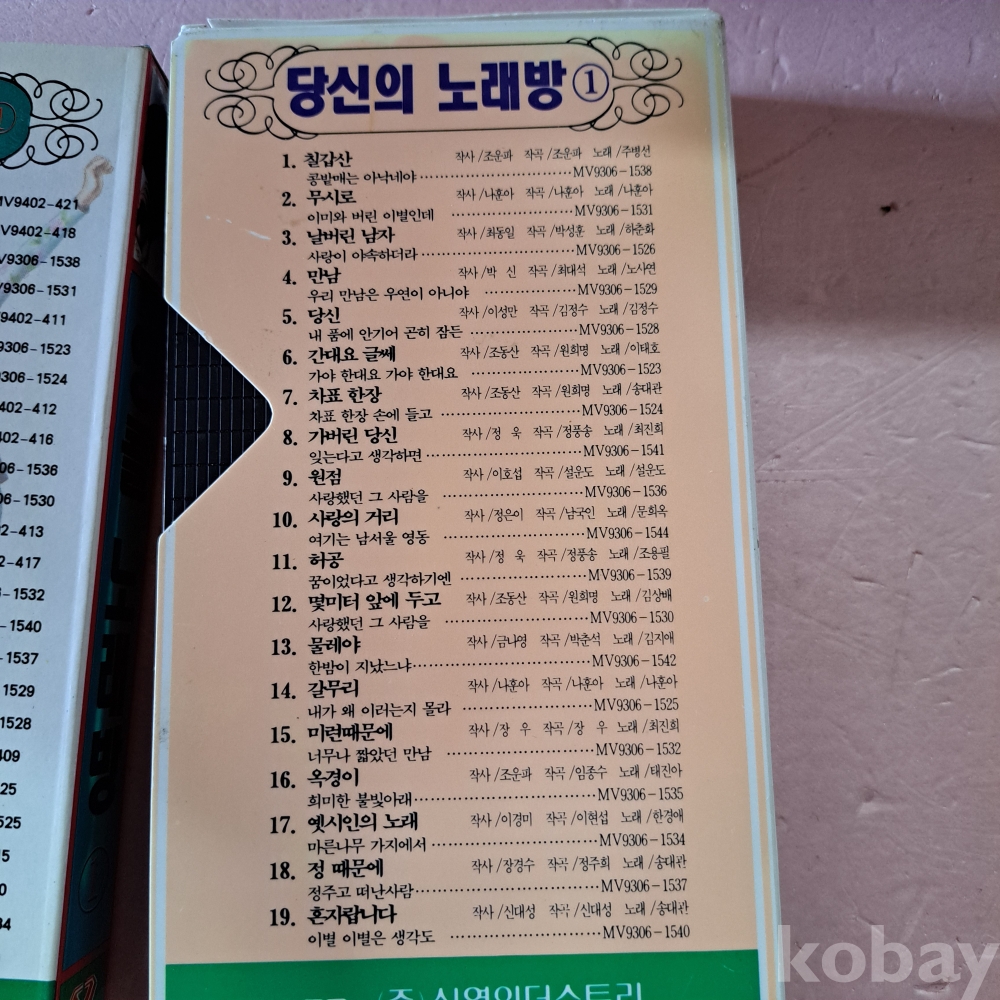 당신의 노래방 ①
1. 칠갑산 작사/조운파 작곡/조운파 노래/주병선
콩밭매는 아낙네야 MV9306-1538
2. 무시로 작사/나훈아 작곡/나훈아 노래/나훈아
이미와 버린 이별인데 MV9306-1531
3. 날버린 남자 작사/최동일 작곡/박성훈 노래/하춘화
사랑이 야속하더라 MV9306-1526
4. 만남 작사/박 신 작곡/최대석 노래/노사연
우리 만남은 우연이 아니야 MV9306-1529
5. 당신 작사/이성만 작곡/김정수 노래/김정수
내 품에 안기어 곤히 잠든 MV9306-1528
6. 간대요 글쎄 작사/조동산 작곡/원희명 노래/이태호
가야 한대요 가야 한대요 MV9306-1523
7. 차표 한장 작사/조동산 작곡/원희명 노래/송대관
차표 한장 손에 들고 MV9306-1524
8. 가버린 당신 작사/정 욱 작곡/정풍송 노래/최진희
잊는다고 생각하면 MV9306-1541
9. 원점 작사/이호섭 작곡/설운도 노래/설운도
사랑했던 그 사람을 MV9306-1536
10. 사랑의 거리 작사/정은이 작곡/남국인 노래/문희옥
여기는 남서울 영동 MV9306-1544
11. 허공 작사/정 욱 작곡/정풍송 노래/조용필
꿈이었다고 생각하기엔 MV9306-1539
12. 몇미터 앞에 두고 작사/조동산 작곡/원희명 노래/김상배
사랑했던 그 사람을 MV9306-1530
13. 물레야 작사/금나영 작곡/박춘석 노래/김지애
한밤이 지났느냐 MV9306-1542
14. 갈무리 작사/나훈아 작곡/나훈아 노래/나훈아
내가 왜 이러는지 몰라 MV9306-1525
15. 미련때문에 작사/장 우 작곡/장 우 노래/최진희
너무나 짧았던 만남 MV9306-1532
16. 옥경이 작사/조운파 작곡/임종수 노래/태진아
희미한 불빛아래 MV9306-1535
17. 옛시인의 노래 작사/이경미 작곡/이현섭 노래/한경애
마른나무 가지에서 MV9306-1534
18. 정 때문에 작사/장경수 작곡/정주희 노래/송대관
정주고 떠난사람 MV9306-1537
19. 혼자랍니다 작사/신대성 작곡/신대성 노래/송대관
이별 이별은 생각도 MV9306-1540
(주)신영인더스트리
MV9402-421
V9402-418
V9306-1538
9306-1531
9402-411
9306-1523
9306-1524
402-412
402-416
06-1536
06-1530
02-413
2-417
-1532
-1540
-1537
1529
1528
409
25
525
5
0
34
kobay